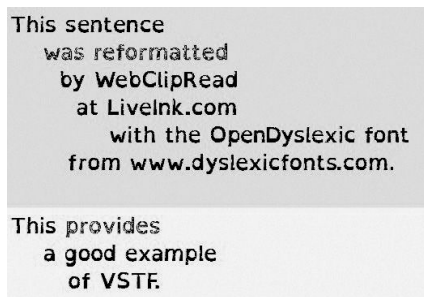 This sentence
was reformatted
by WebClipRead
at LiveInk.com
with the OpenDyslexic font
from www.dyslexicfonts.com.
This provides
a good example
of VSTF.